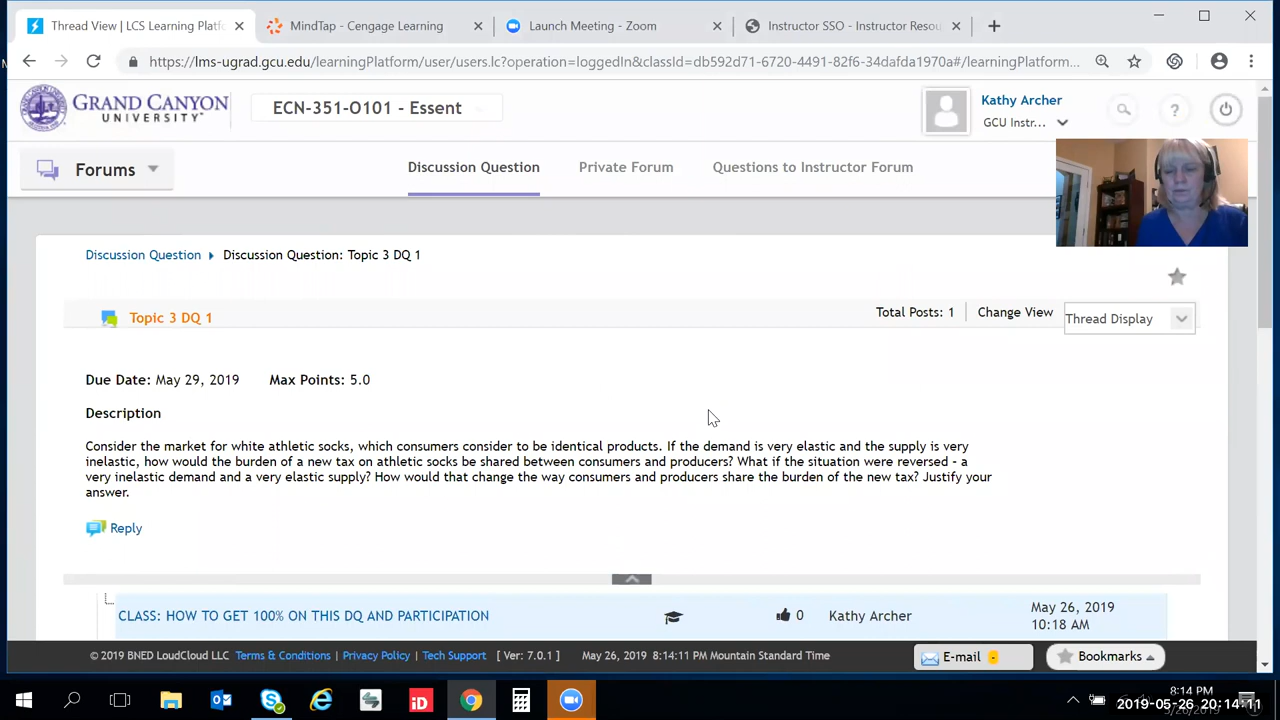 Thread View | LCS Learning Platfo
MindTap - Cengage Learning
Launch Meeting - Zoom
Instructor SSO - Instructor Resou
https://lms-ugrad.gcu.edu/learningPlatform/user/users.lc?operation=loggedIn&classId=db592d71-6720-4491-82f6-34dafda1970a#/learningPlatform...
GRAND CANYON
UNIVERSITY
ECN-351-O101 - Essent
Kathy Archer
GCU Instr...
Forums
Discussion Question
Private Forum
Questions to Instructor Forum
Discussion Question
Discussion Question: Topic 3 DQ 1
Topic 3 DQ 1
Total Posts: 1
Change View
Thread Display
Due Date: May 29, 2019
Max Points: 5.0
Description
Consider the market for white athletic socks, which consumers consider to be identical products. If the demand is very elastic and the supply is very
inelastic, how would the burden of a new tax on athletic socks be shared between consumers and producers? What if the situation were reversed - a
very inelastic demand and a very elastic supply? How would that change the way consumers and producers share the burden of the new tax? Justify your
answer.
Reply
CLASS: HOW TO GET 100% ON THIS DQ AND PARTICIPATION
0
Kathy Archer
May 26, 2019
10:18 AM
© 2019 BNED LoudCloud LLC
Terms & Conditions | Privacy Policy | Tech Support
[ Ver: 7.0.1 ]
May 26, 2019 8:14:11 PM Mountain Standard Time
E-mail
Bookmarks
8:14 PM
2019-05-26 20:14:11